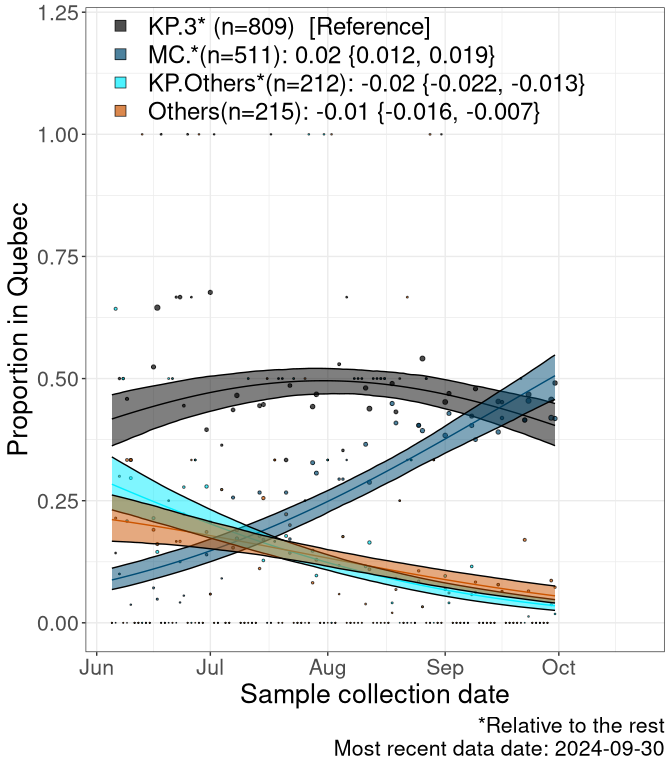 1.25
KP.3* (n=809) [Reference]
MC.*(n=511): 0.02 {0.012, 0.019}
KP.Others*(n=212): -0.02 {-0.022, -0.013}
Others(n=215): -0.01 {-0.016, -0.007}
1.00
0.75
0.50
0.25
0.00
Proportion in Quebec
Jun Jul Aug Sep Oct
Sample collection date
*Relative to the rest
Most recent data date: 2024-09-30